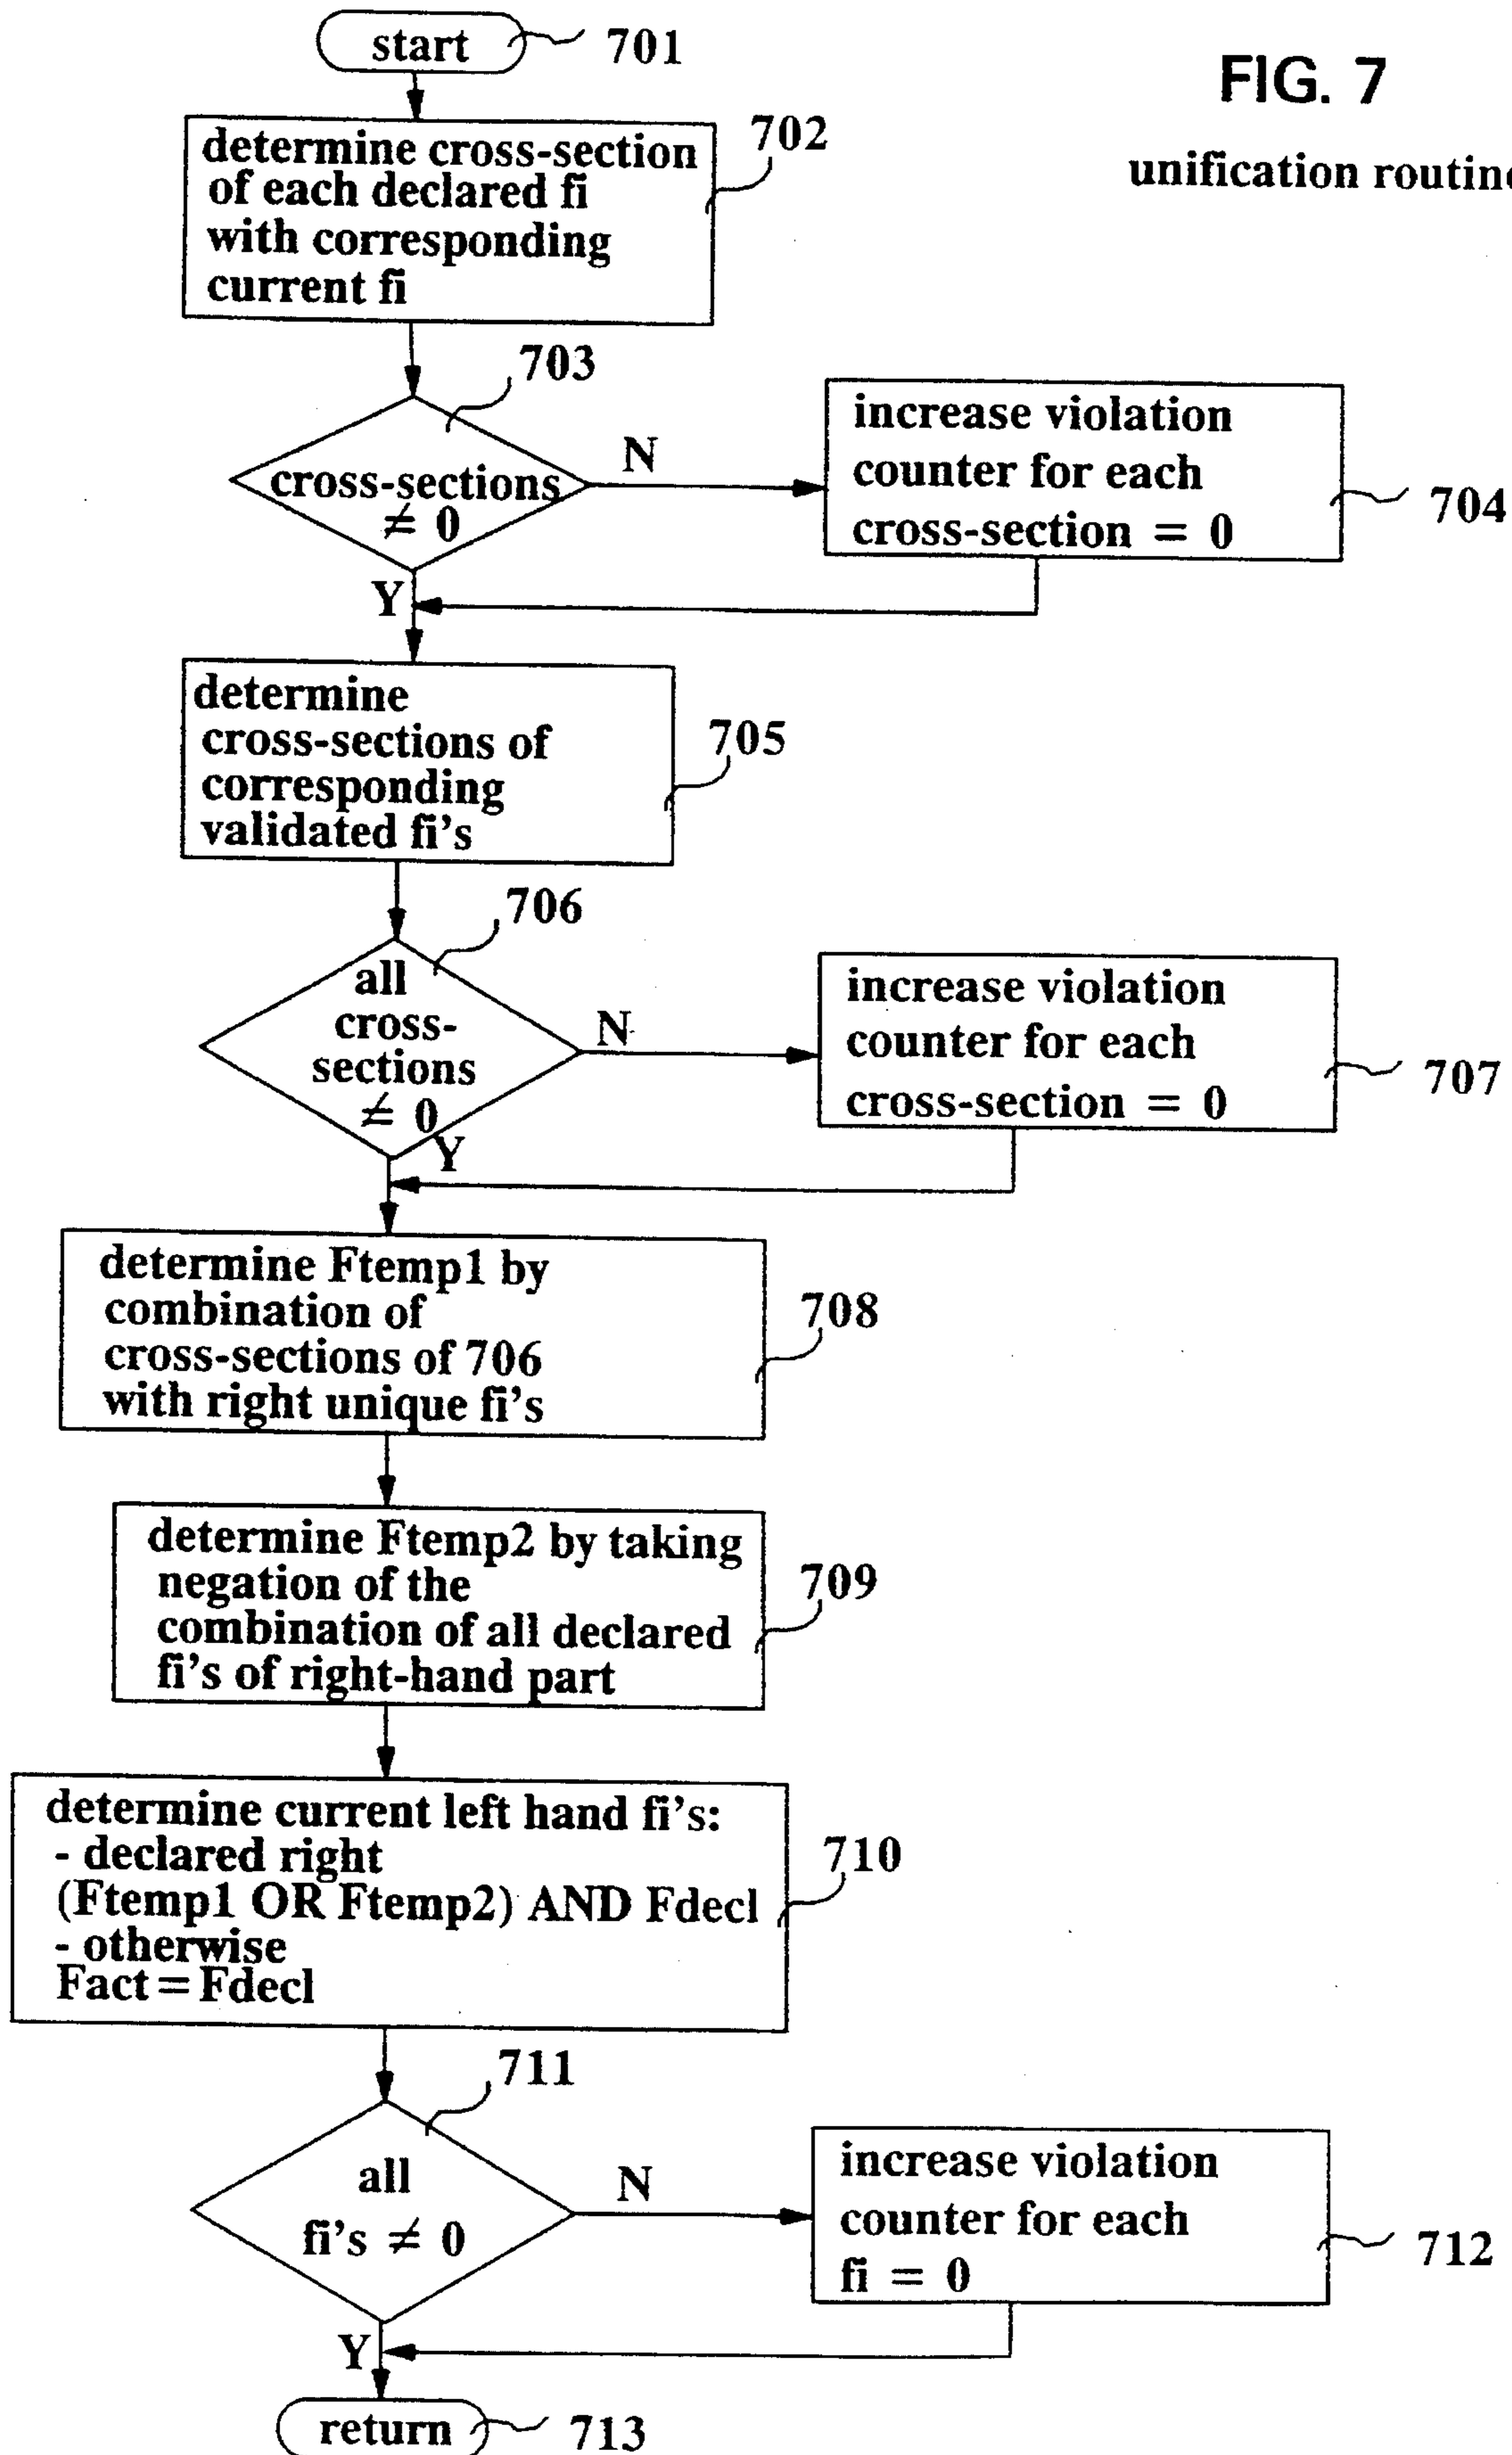 start
701
FIG. 7
unification routine
determine cross-section
of each declared fi
with corresponding
current fi
702
703
cross-sections
≠ 0
N
Y
increase violation
counter for each
cross-section = 0
704
determine
cross-sections of
corresponding
validated fi's
705
706
all
cross-
sections
≠ 0
N
Y
increase violation
counter for each
cross-section = 0
707
determine Ftemp1 by
combination of
cross-sections of 706
with right unique fi's
708
determine Ftemp2 by taking
negation of the
combination of all declared
fi's of right-hand part
709
determine current left hand fi's:
- declared right
(Ftemp1 OR Ftemp2) AND Fdecl
- otherwise
Fact = Fdecl
710
711
all
fi's ≠ 0
N
Y
increase violation
counter for each
fi = 0
712
return
713